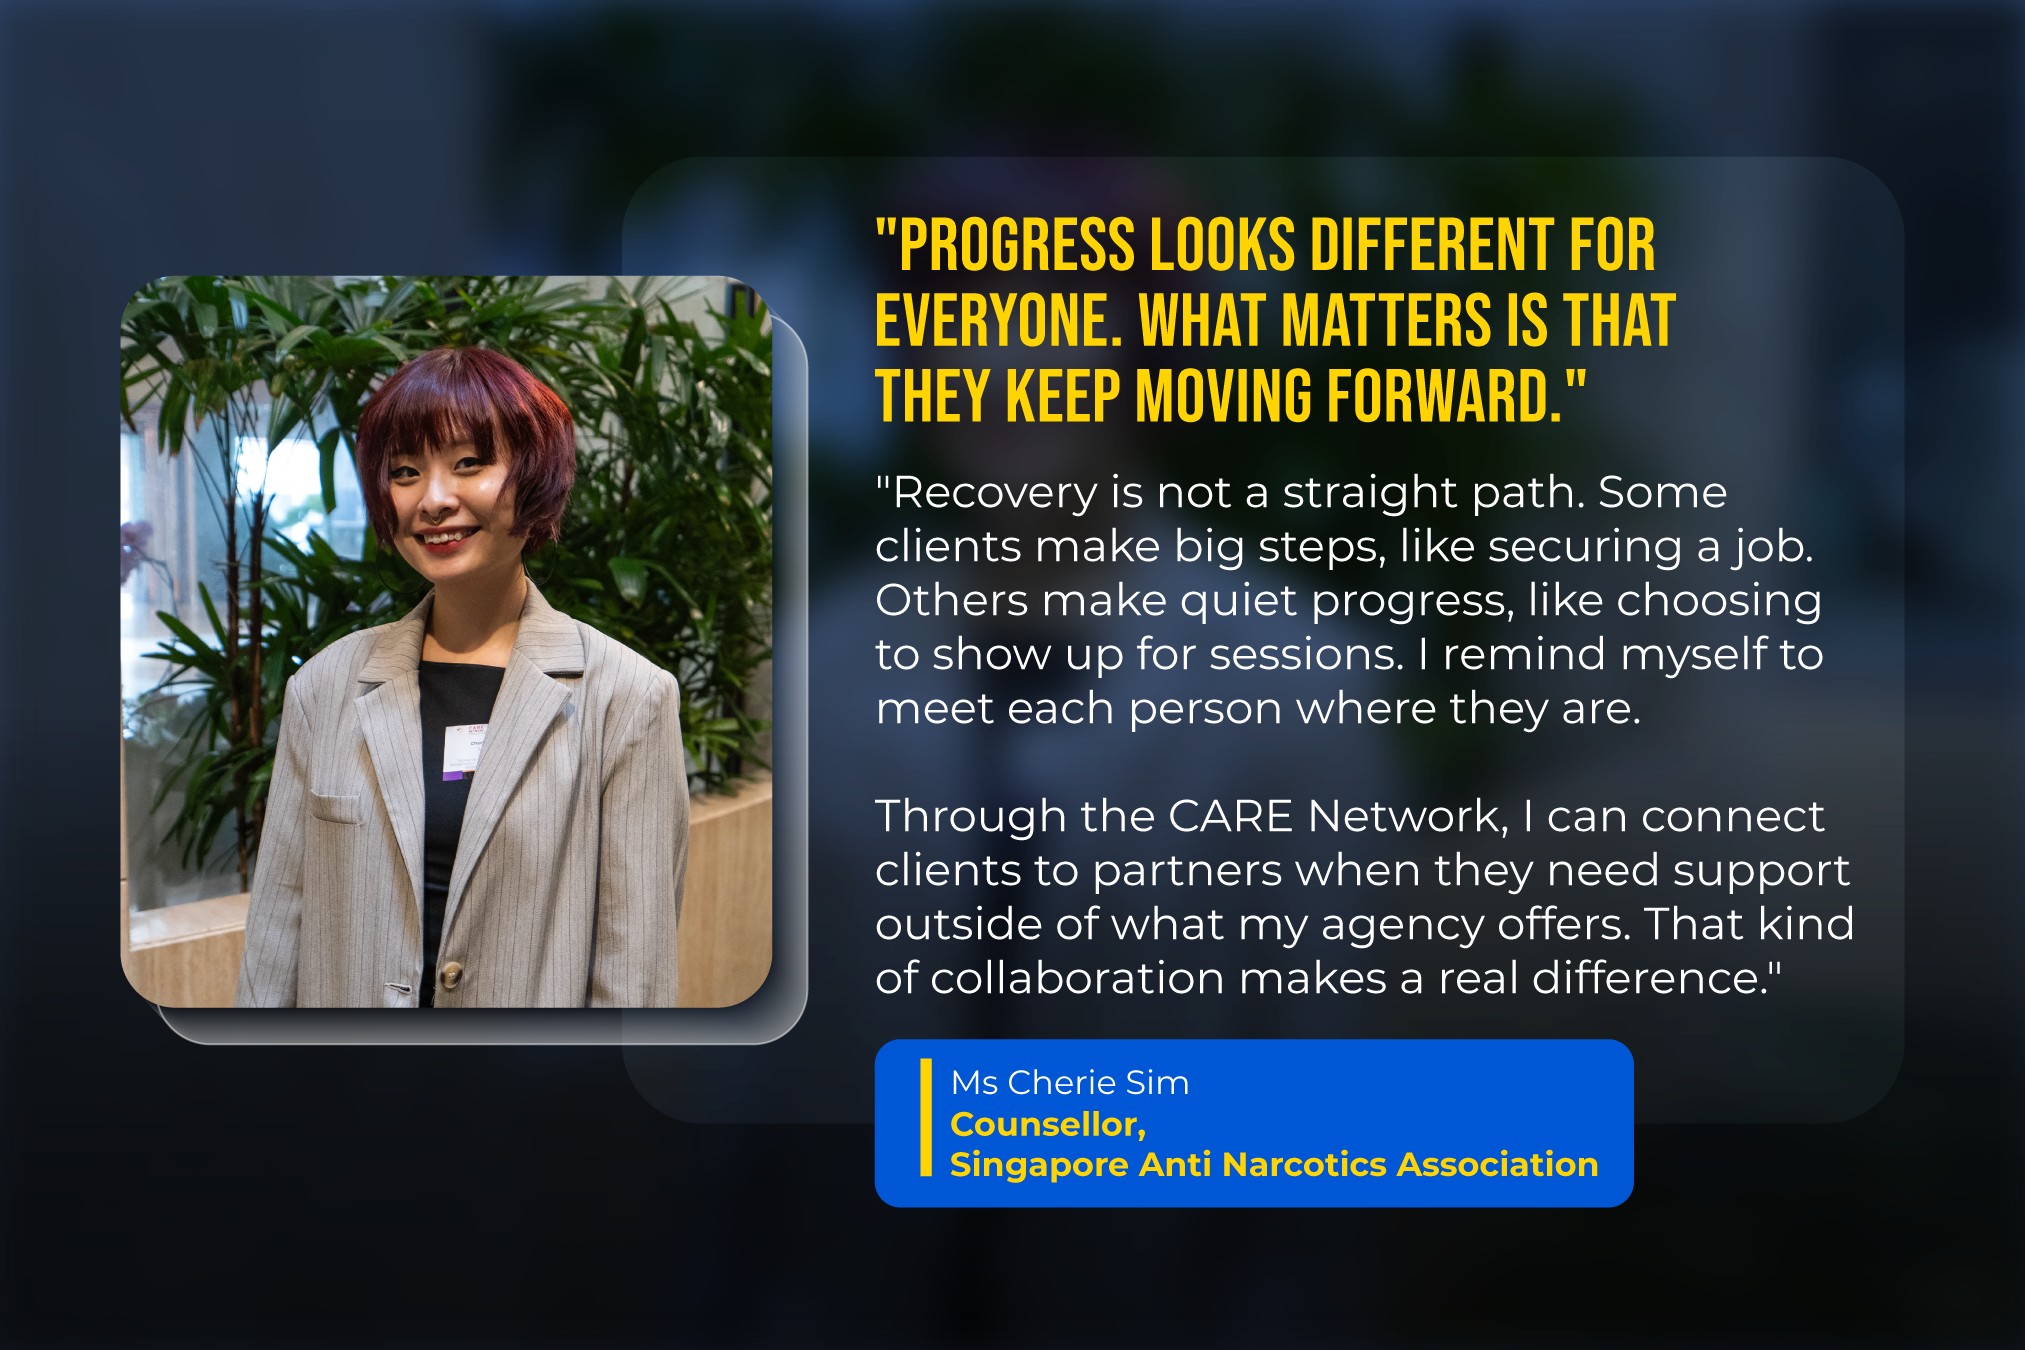 "PROGRESS LOOKS DIFFERENT FOR
EVERYONE. WHAT MATTERS IS THAT
THEY KEEP MOVING FORWARD."
"Recovery is not a straight path. Some
clients make big steps, like securing a job.
Others make quiet progress, like choosing
to show up for sessions. I remind myself to
meet each person where they are.
Through the CARE Network, I can connect
clients to partners when they need support
outside of what my agency offers. That kind
of collaboration makes a real difference."
Ms Cherie Sim
Counsellor,
Singapore Anti Narcotics Association